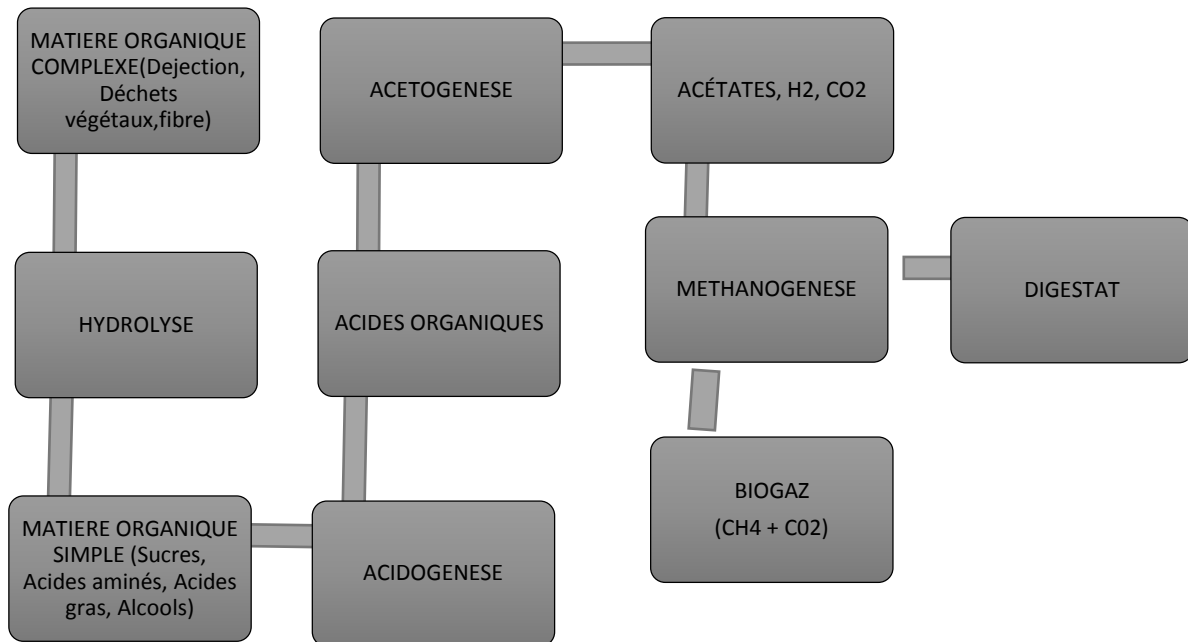 MATIERE ORGANIQUE
COMPLEXE(Dejection,
Déchets
végétaux,fibre)
HYDROLYSE
MATIERE ORGANIQUE
SIMPLE (Sucres,
Acides aminés, Acides
gras, Alcools)
ACIDOGENESE
ACIDES ORGANIQUES
ACETOGENESE
ACÉTATES, H2, CO2
METHANOGENESE
DIGESTAT
BIOGAZ
(CH4 + C02)